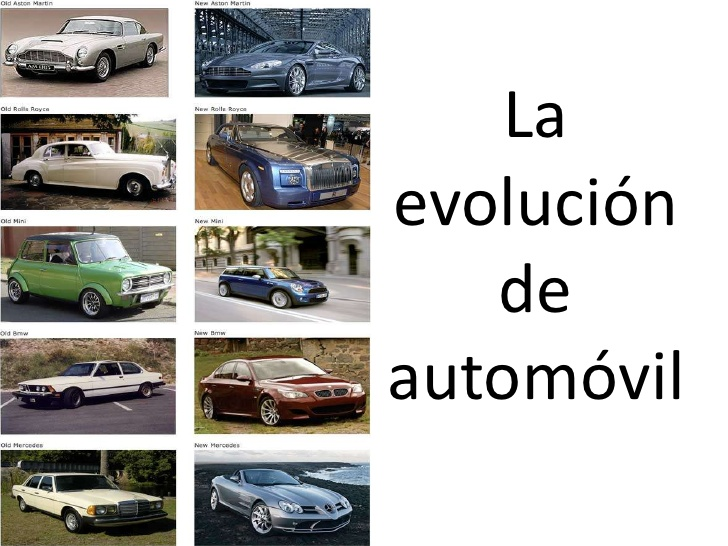 Old Aston Martin
New Aston Martin
Old Rolls Royce
New Rolls Royce
Old Mini
New Mini
Old Bmw
New Bmw
Old Mercedes
New Mercedes
La
evolución
de
automóvil